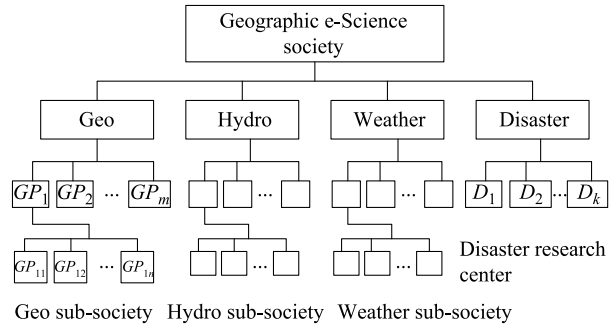 Geographic e-Science
society
Geo Hydro Weather Disaster
GP₁ GP₂ ... GPₘ ... ... D₁ D₂ ... Dₖ
GP₁₁ GP₁₂ ... GP₁ₙ ... ...
Disaster research
center
Geo sub-society Hydro sub-society Weather sub-society